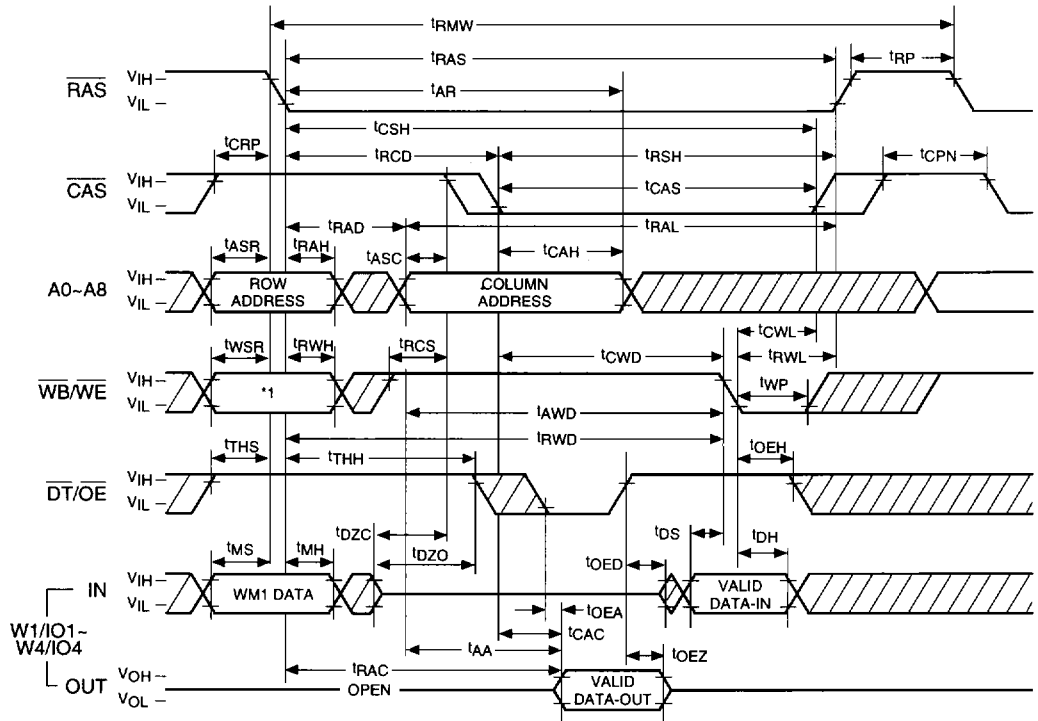 tRMW
tRAS
tRP
RAS
VIH
VIL
tAR
tCSH
tCRP
tRCD
tRSH
tCPN
CAS
VIH
VIL
tCAS
tRAD
tRAL
tASR
tRAH
tASC
tCAH
A0~A8
VIH
VIL
ROW
ADDRESS
COLUMN
ADDRESS
tCWL
tWSR
tRWH
tRCS
tCWD
tRWL
WB/WE
VIH
VIL
*1
tWP
tAWD
tRWD
tTHS
tTHH
tOEH
DT/OE
VIH
VIL
tDZC
tDS
tMS
tMH
tDZO
tOED
tDH
IN
VIH
VIL
WM1 DATA
VALID
DATA-IN
tOEA
W1/IO1~
W4/IO4
tCAC
tAA
tOEZ
tRAC
OUT
VOH
VOL
OPEN
VALID
DATA-OUT